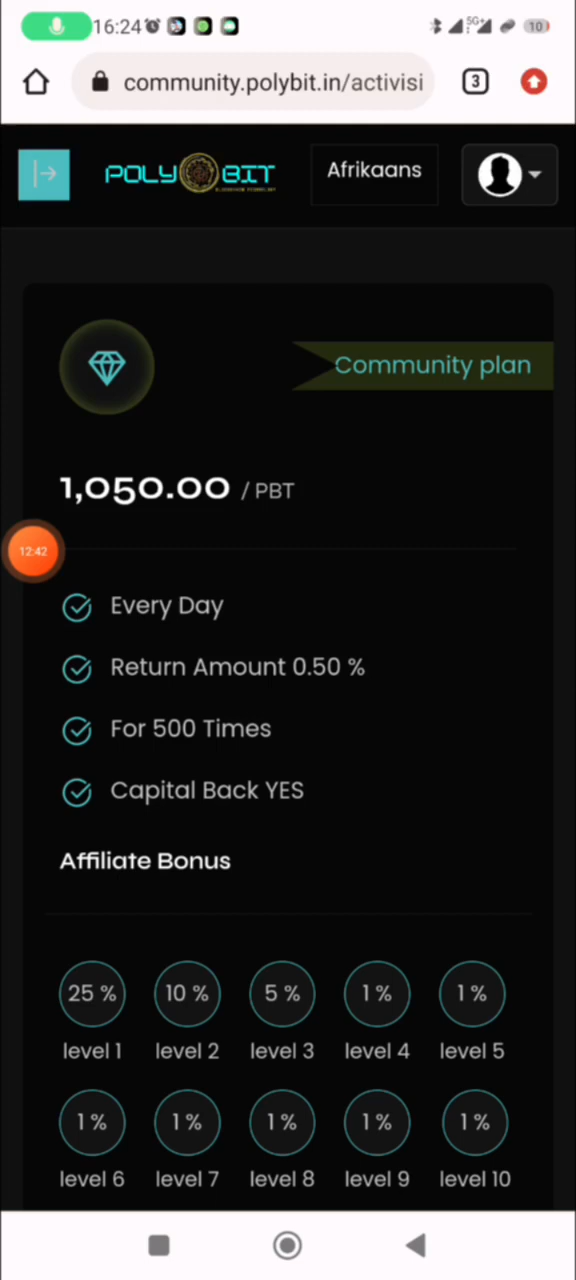 16:24 5G+ 10
community.polybit.in/activisi 3
POLY BIT Afrikaans
Community plan
1,050.00 / PBT
12:42
Every Day
Return Amount 0.50 %
For 500 Times
Capital Back YES
Affiliate Bonus
25 % 10 % 5 % 1 % 1 %
level 1 level 2 level 3 level 4 level 5
1 % 1 % 1 % 1 % 1 %
level 6 level 7 level 8 level 9 level 10